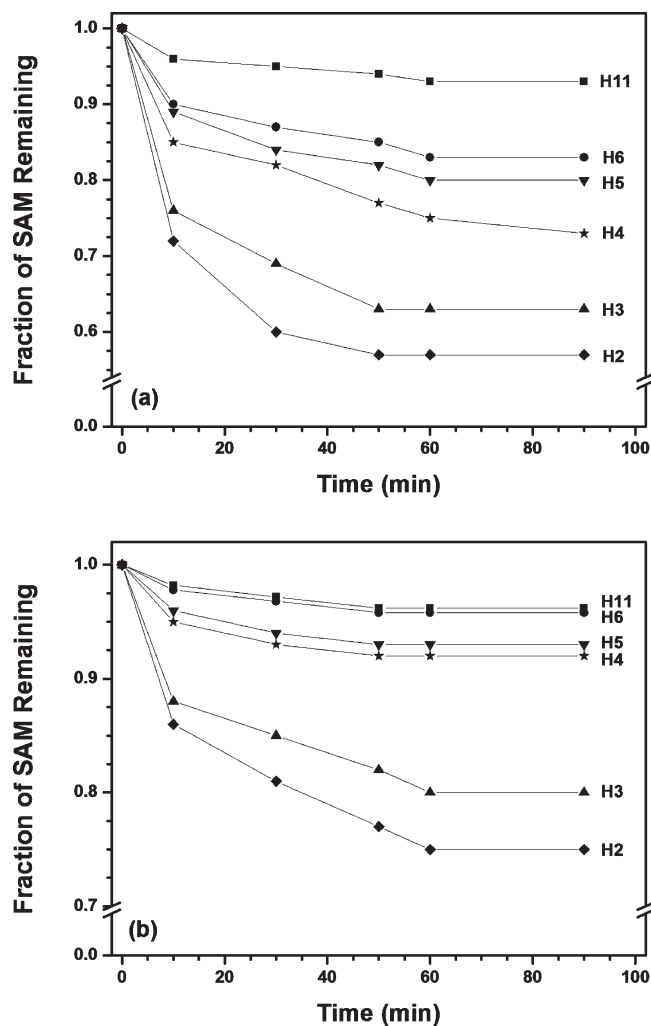 Fraction of SAM Remaining
1.0
0.9
0.8
0.7
0.6
0.0
H11
H6
H5
H4
H3
H2
(a)
0 20 40 60 80 100
Time (min)
Fraction of SAM Remaining
1.0
0.9
0.8
0.7
0.0
H11
H6
H5
H4
H3
H2
(b)
0 20 40 60 80 100
Time (min)